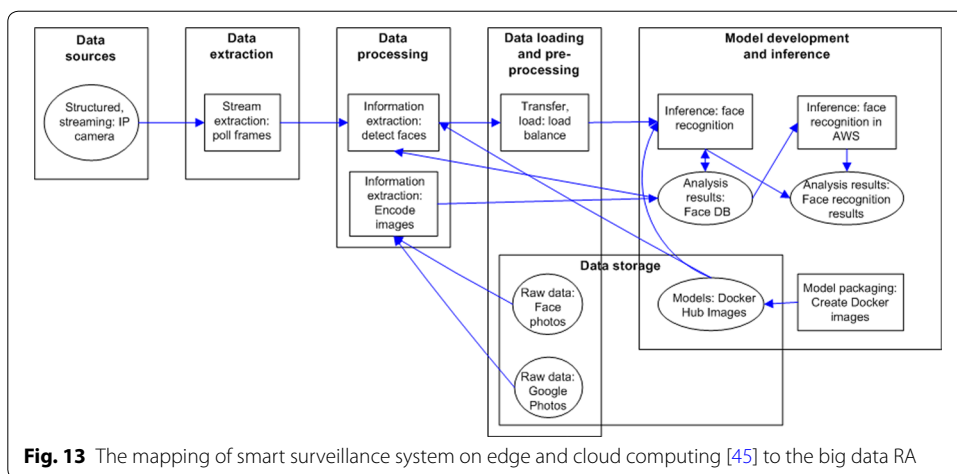 Data
sources
Data
extraction
Data
processing
Data loading
and pre-
processing
Model development
and inference
Structured,
streaming: IP
camera
Stream
extraction:
poll frames
Information
extraction:
detect faces
Transfer,
load: load
balance
Inference: face
recognition
Inference: face
recognition in
AWS
Information
extraction:
Encode
images
Analysis
results:
Face DB
Analysis results:
Face recognition
results
Data storage
Raw data:
Face
photos
Models: Docker
Hub Images
Model packaging:
Create Docker
images
Raw data:
Google
Photos
Fig. 13 The mapping of smart surveillance system on edge and cloud computing [45] to the big data RA